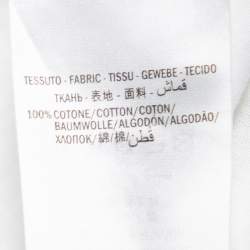 TESSUTO - FABRIC - TISSU - GEWEBE - TECIDO
ТКАНЬ - 表地 - 面料 - قماش
100% COTONE/COTTON/COTON/
BAUMWOLLE/ALGODÓN/ALGODÃO/
ХЛОПОК/綿/棉/قطن